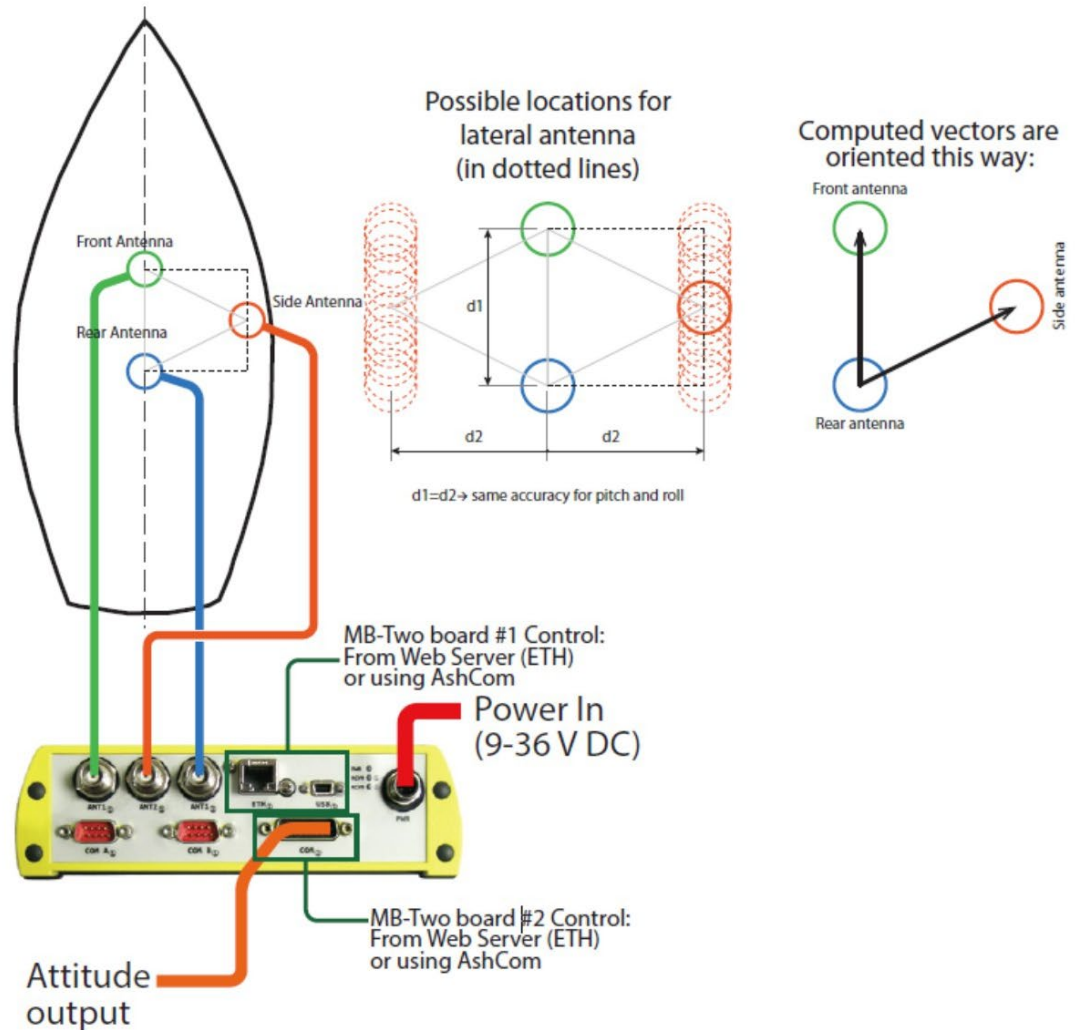 Possible locations for
lateral antenna
(in dotted lines)
Computed vectors are
oriented this way:
Front antenna
Side antenna
Rear antenna
Front Antenna
Side Antenna
Rear Antenna
d1
d2
d2
d1=d2→ same accuracy for pitch and roll
MB-Two board #1 Control:
From Web Server (ETH)
or using AshCom
Power In
(9-36 V DC)
ANT1
ANT2
ETH
USB
PWR
COM A
COM B
COM
MB-Two board #2 Control:
From Web Server (ETH)
or using AshCom
Attitude
output